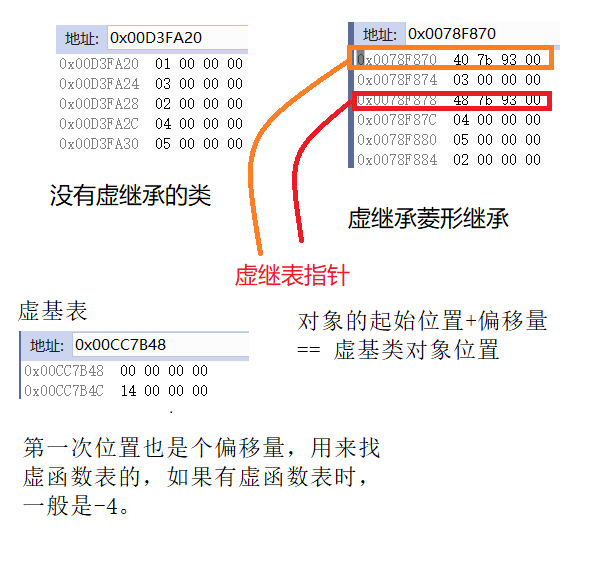 地址: 0x00D3FA20
0x00D3FA20 01 00 00 00
0x00D3FA24 03 00 00 00
0x00D3FA28 02 00 00 00
0x00D3FA2C 04 00 00 00
0x00D3FA30 05 00 00 00
没有虚继承的类
地址: 0x0078F870
0x0078F870 40 7b 93 00
0x0078F874 03 00 00 00
0x0078F878 48 7b 93 00
0x0078F87C 04 00 00 00
0x0078F880 05 00 00 00
0x0078F884 02 00 00 00
虚继承菱形继承
虚继表指针
虚基表
地址: 0x00CC7B48
0x00CC7B48 00 00 00 00
0x00CC7B4C 14 00 00 00
对象的起始位置+偏移量
== 虚基类对象位置
第一次位置也是个偏移量，用来找
虚函数表的，如果有虚函数表时，
一般是-4。